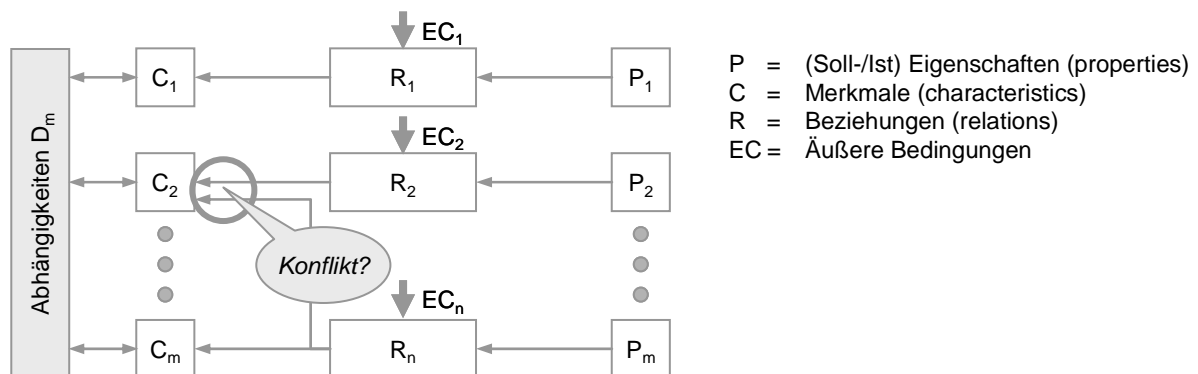 EC₁
C₁ R₁ P₁
EC₂
C₂ R₂ P₂
Konflikt?
ECₙ
Cₘ Rₙ Pₘ
Abhängigkeiten Dₘ
P = (Soll-/Ist) Eigenschaften (properties)
C = Merkmale (characteristics)
R = Beziehungen (relations)
EC = Äußere Bedingungen